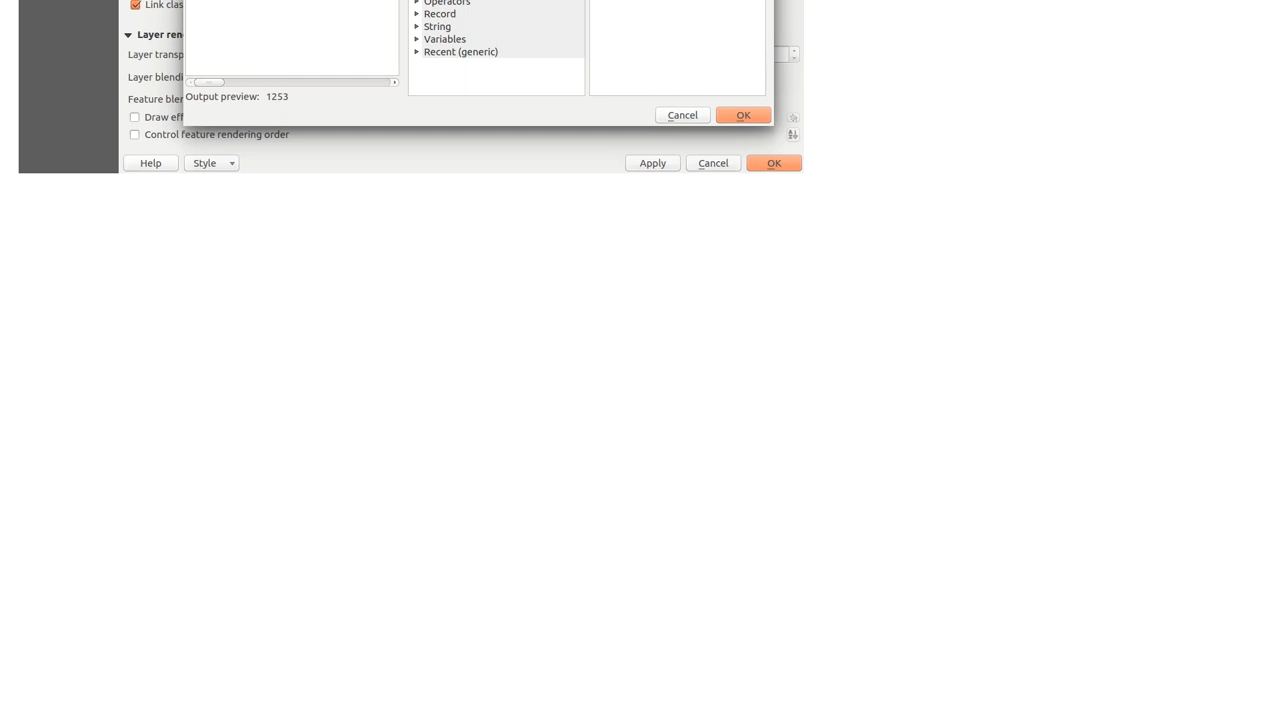 Link clas
Operators
Record
String
Variables
Recent (generic)
Layer ren
Layer transp
Layer blendi
Feature bler
Output preview: 1253
Cancel
OK
Draw eff
Control feature rendering order
Help
Style
Apply
Cancel
OK